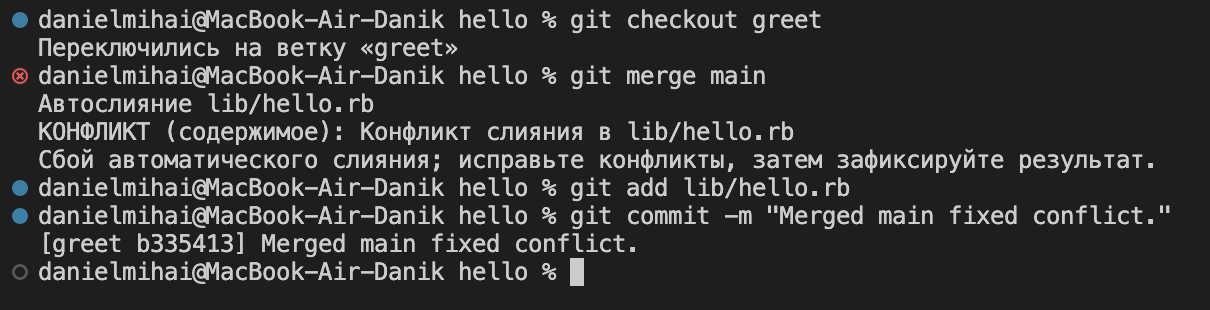 danielmihai@MacBook-Air-Danik hello % git checkout greet
Переключились на ветку «greet»
danielmihai@MacBook-Air-Danik hello % git merge main
Автослияние lib/hello.rb
КОНФЛИКТ (содержимое): Конфликт слияния в lib/hello.rb
Сбой автоматического слияния; исправьте конфликты, затем зафиксируйте результат.
danielmihai@MacBook-Air-Danik hello % git add lib/hello.rb
danielmihai@MacBook-Air-Danik hello % git commit -m "Merged main fixed conflict."
[greet b335413] Merged main fixed conflict.
danielmihai@MacBook-Air-Danik hello %